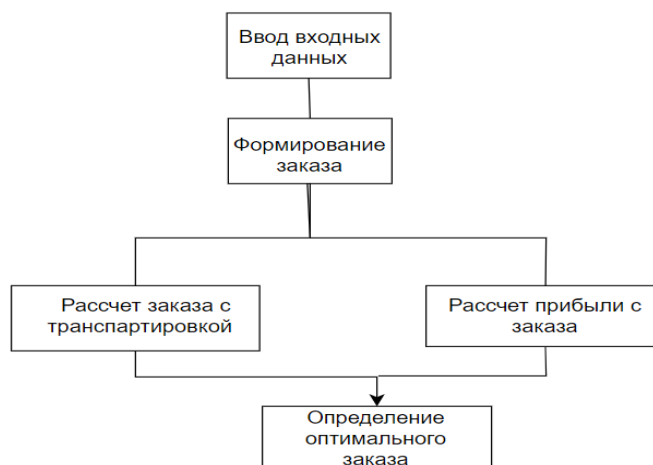 Ввод входных
данных
Формирование
заказа
Рассчет заказа с
транспартировкой
Рассчет прибыли с
заказа
Определение
оптимального
заказа